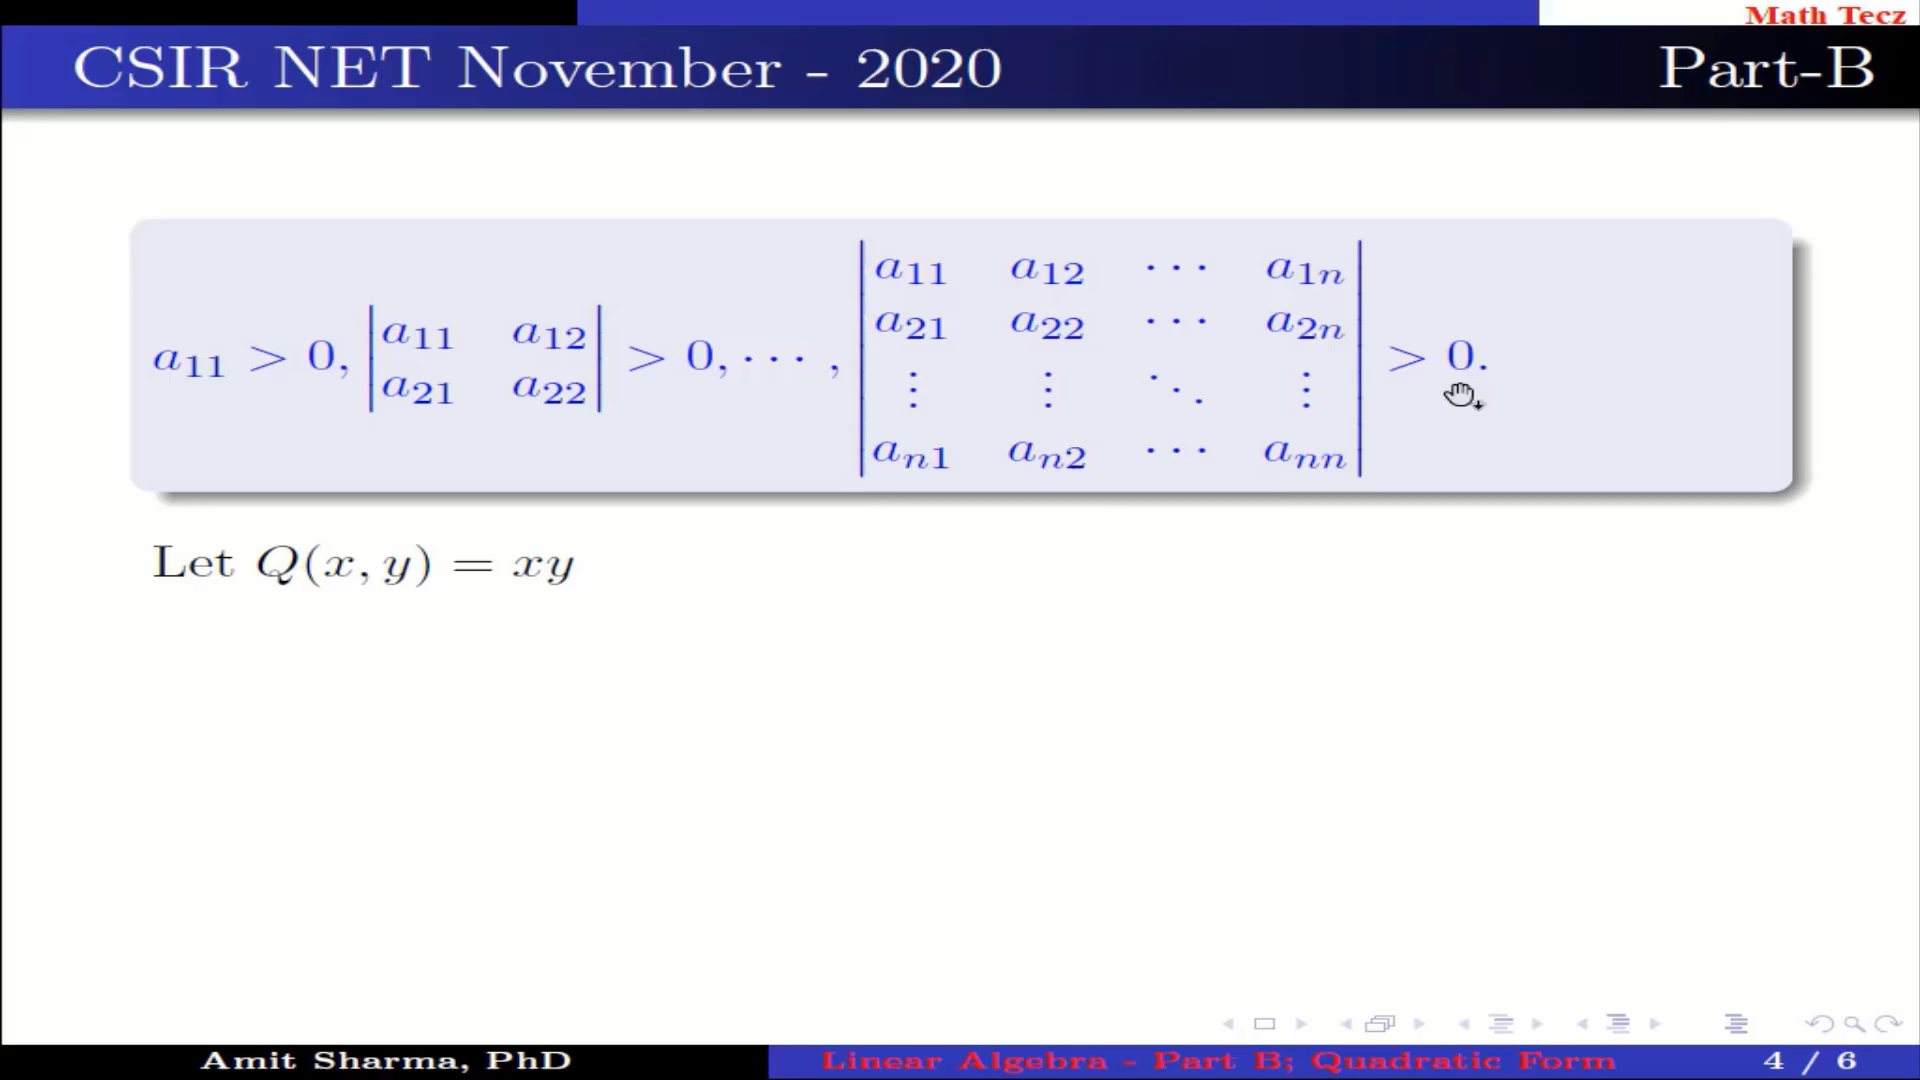 Math Tecz
CSIR NET November - 2020 Part-B
a₁₁ > 0, |a₁₁ a₁₂; a₂₁ a₂₂| > 0, ⋯ , |a₁₁ a₁₂ ⋯ a₁ₙ; a₂₁ a₂₂ ⋯ a₂ₙ; ⋮ ⋮ ⋱ ⋮; aₙ₁ aₙ₂ ⋯ aₙₙ| > 0.
Let Q(x, y) = xy
Amit Sharma, PhD Linear Algebra - Part B; Quadratic Form 4 / 6